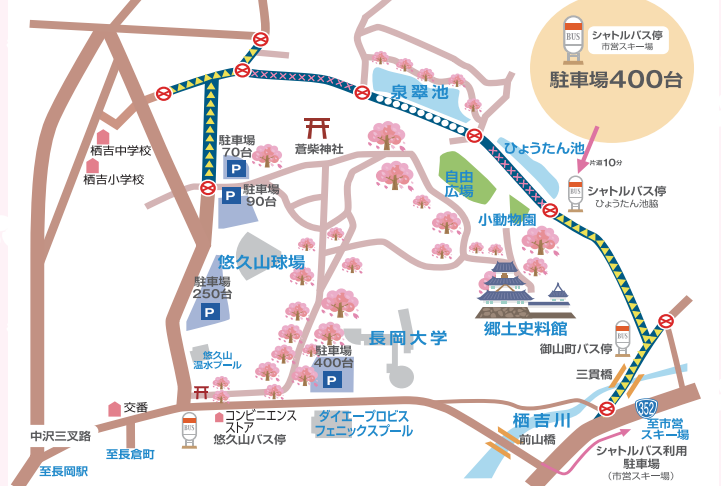 BUS
シャトルバス停
市営スキー場
駐車場400台
片道10分
BUS
シャトルバス停
ひょうたん池脇
泉翠池
ひょうたん池
蒼柴神社
駐車場
70台
P
P
駐車場
90台
栖吉中学校
栖吉小学校
自由
広場
小動物園
悠久山球場
駐車場
250台
P
郷土史料館
長岡大学
駐車場
400台
P
悠久山
温水プール
BUS
御山町バス停
三貫橋
352
至市営
スキー場
栖吉川
前山橋
シャトルバス利用
駐車場
(市営スキー場)
交番
BUS
コンビニエンス
ストア
悠久山バス停
ダイエープロビス
フェニックスプール
中沢三叉路
至長倉町
至長岡駅